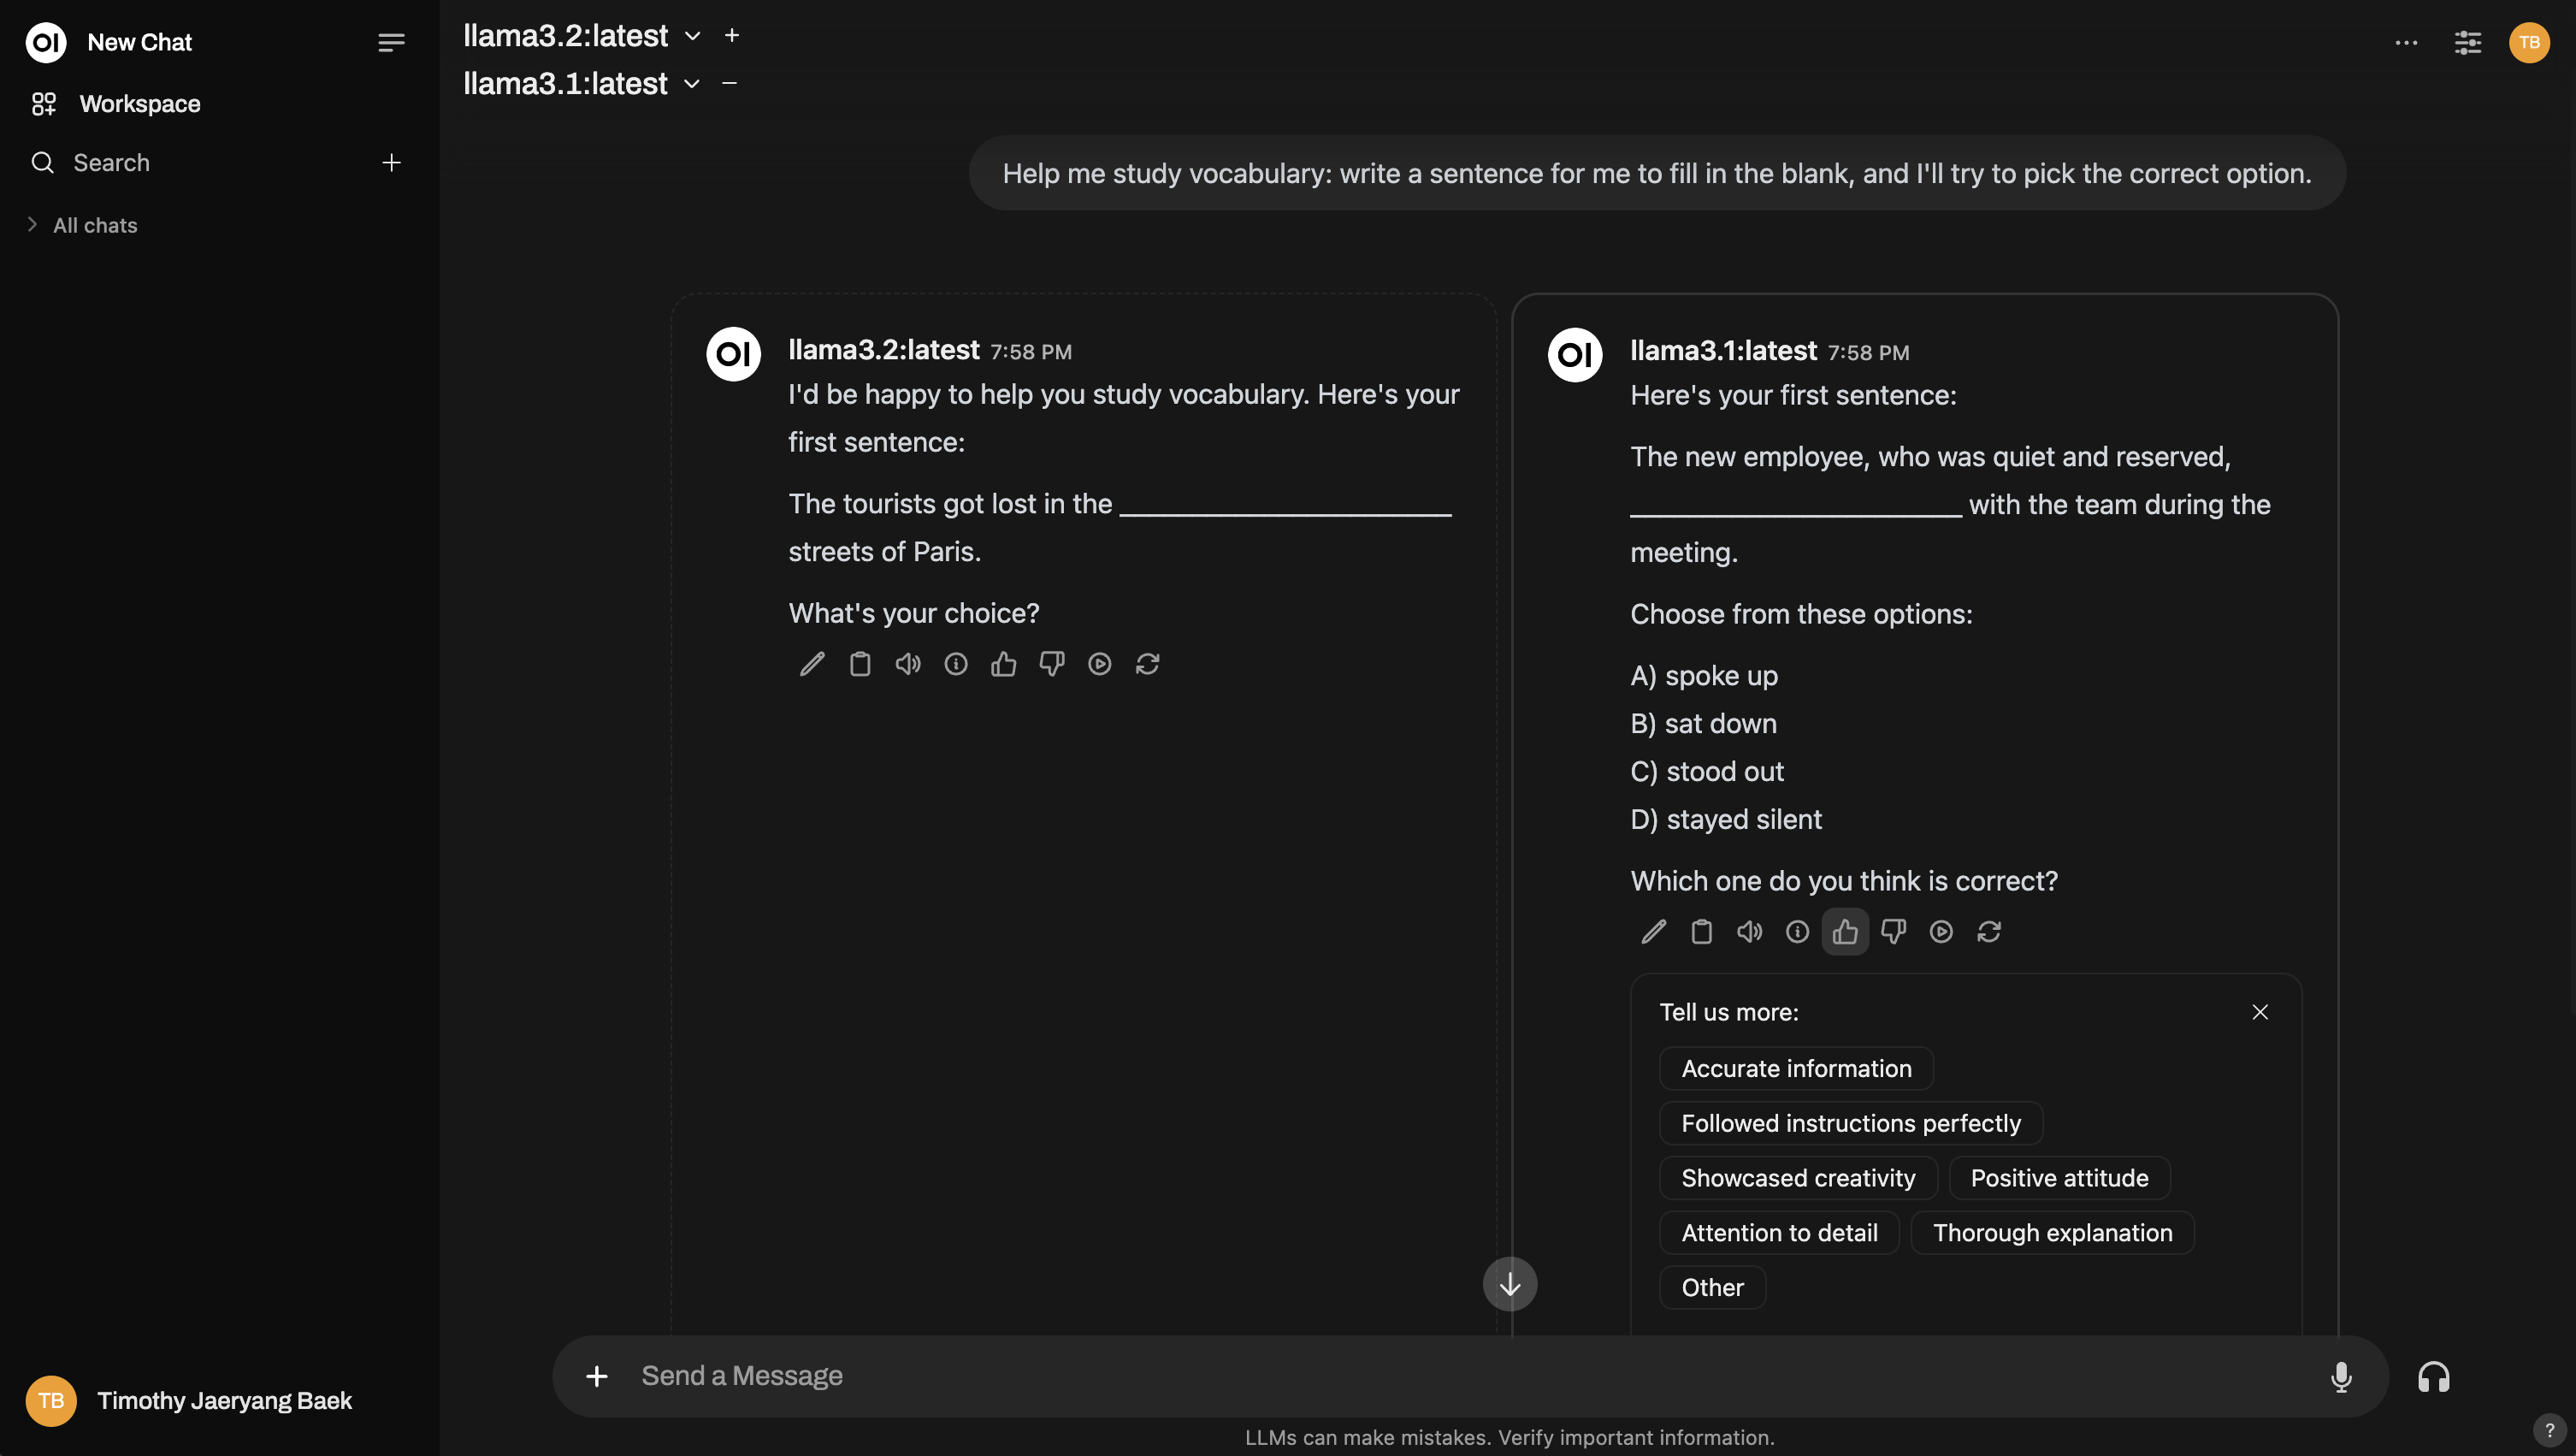 OI New Chat
Workspace
Search
All chats
llama3.2:latest
llama3.1:latest
TB
Help me study vocabulary: write a sentence for me to fill in the blank, and I'll try to pick the correct option.
OI
llama3.2:latest 7:58 PM
I'd be happy to help you study vocabulary. Here's your
first sentence:
The tourists got lost in the _______________________
streets of Paris.
What's your choice?
OI
llama3.1:latest 7:58 PM
Here's your first sentence:
The new employee, who was quiet and reserved,
_______________________ with the team during the
meeting.
Choose from these options:
A) spoke up
B) sat down
C) stood out
D) stayed silent
Which one do you think is correct?
Tell us more:
Accurate information
Followed instructions perfectly
Showcased creativity Positive attitude
Attention to detail Thorough explanation
Other
Send a Message
TB Timothy Jaeryang Baek
LLMs can make mistakes. Verify important information.
?